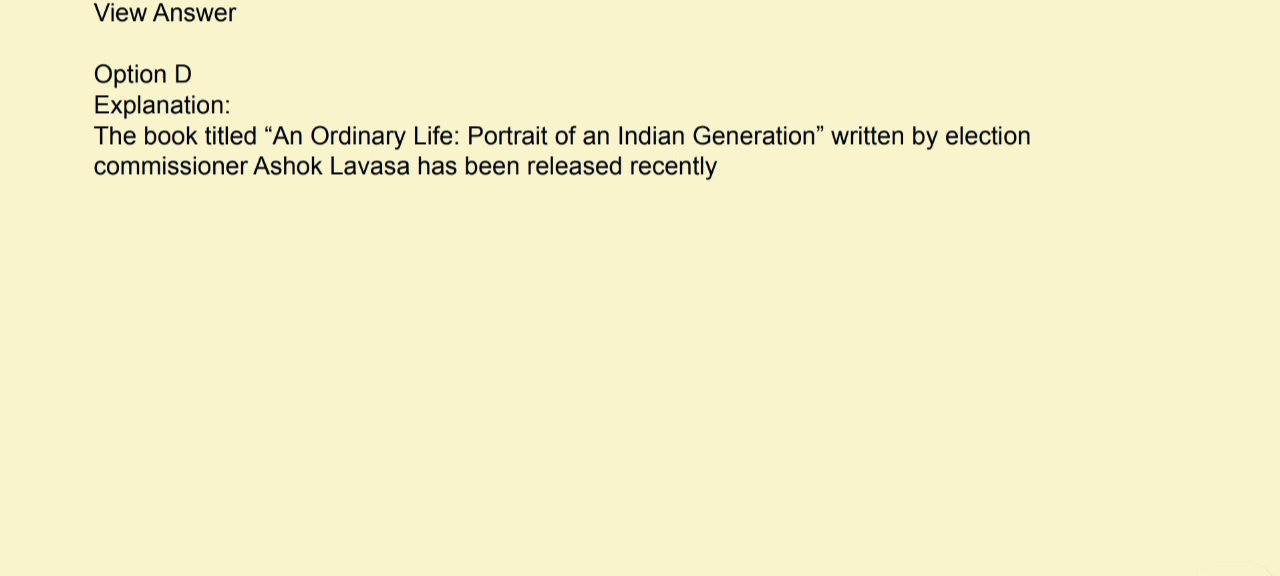 View Answer
Option D
Explanation:
The book titled “An Ordinary Life: Portrait of an Indian Generation” written by election
commissioner Ashok Lavasa has been released recently